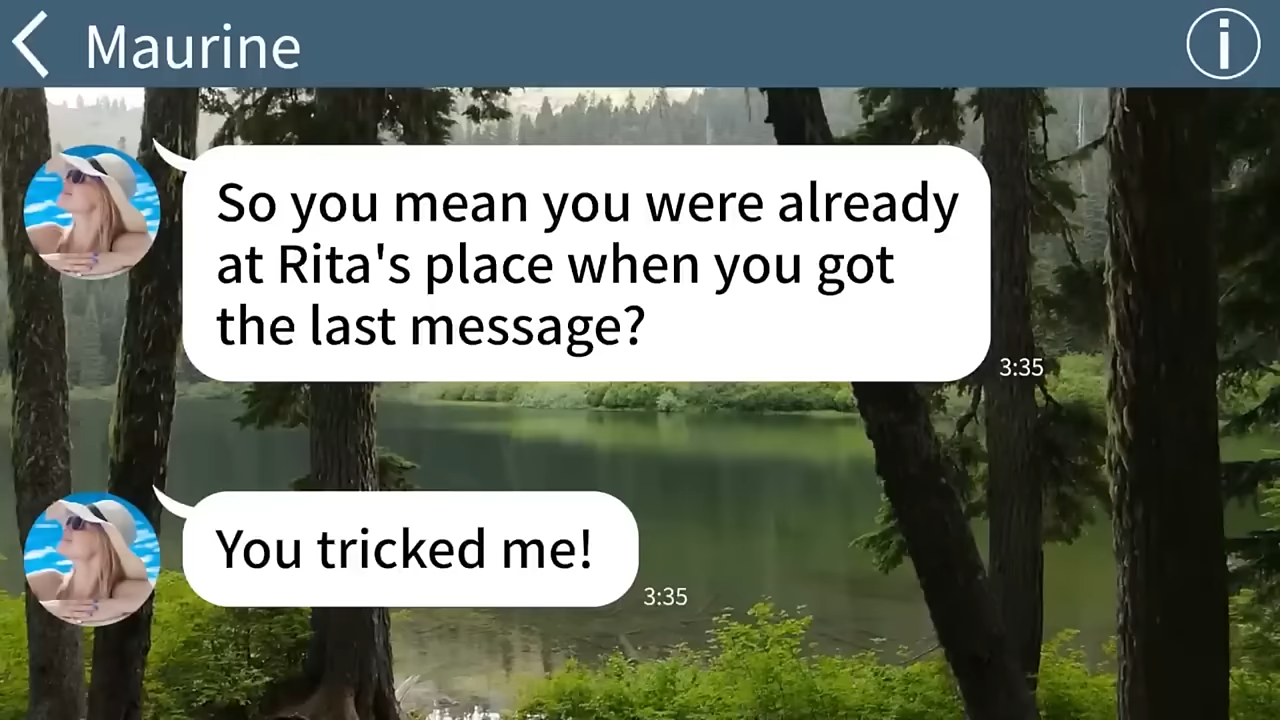 Maurine
So you mean you were already
at Rita's place when you got
the last message?
3:35
You tricked me!
3:35